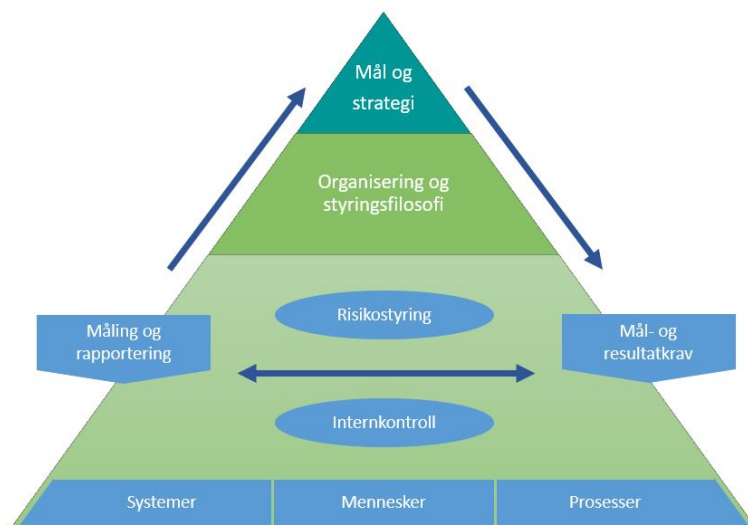 Mål og
strategi
Organisering og
styringsfilosofi
Risikostyring
Måling og
rapportering
Mål- og
resultatkrav
Internkontroll
Systemer
Mennesker
Prosesser